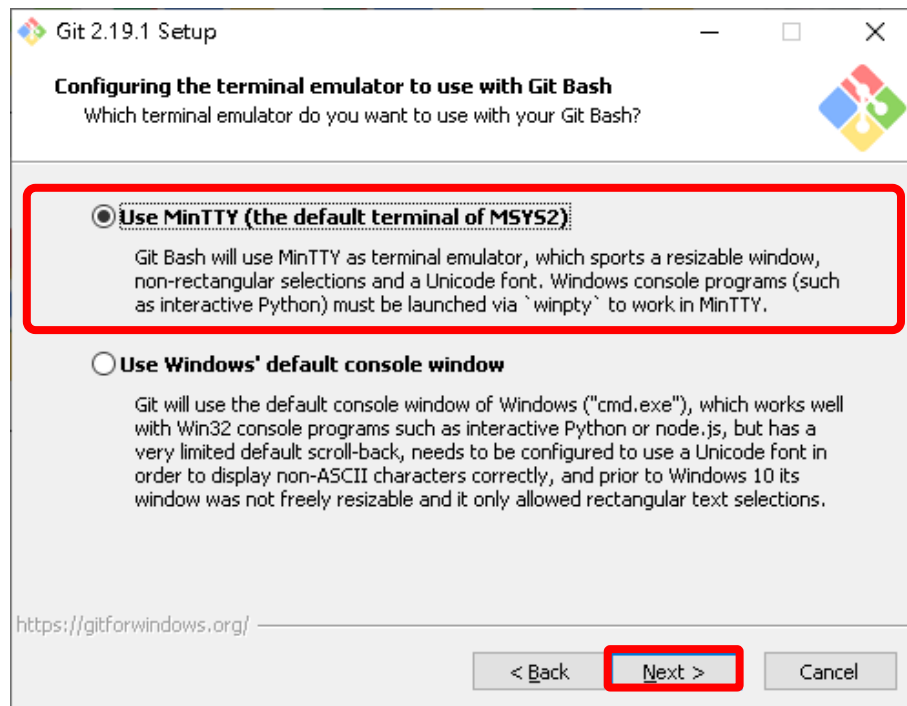 Git 2.19.1 Setup
Configuring the terminal emulator to use with Git Bash
Which terminal emulator do you want to use with your Git Bash?
Use MinTTY (the default terminal of MSYS2)
Git Bash will use MinTTY as terminal emulator, which sports a resizable window,
non-rectangular selections and a Unicode font. Windows console programs (such
as interactive Python) must be launched via `winpty` to work in MinTTY.
Use Windows' default console window
Git will use the default console window of Windows ("cmd.exe"), which works well
with Win32 console programs such as interactive Python or node.js, but has a
very limited default scroll-back, needs to be configured to use a Unicode font in
order to display non-ASCII characters correctly, and prior to Windows 10 its
window was not freely resizable and it only allowed rectangular text selections.
https://gitforwindows.org/
< Back Next > Cancel